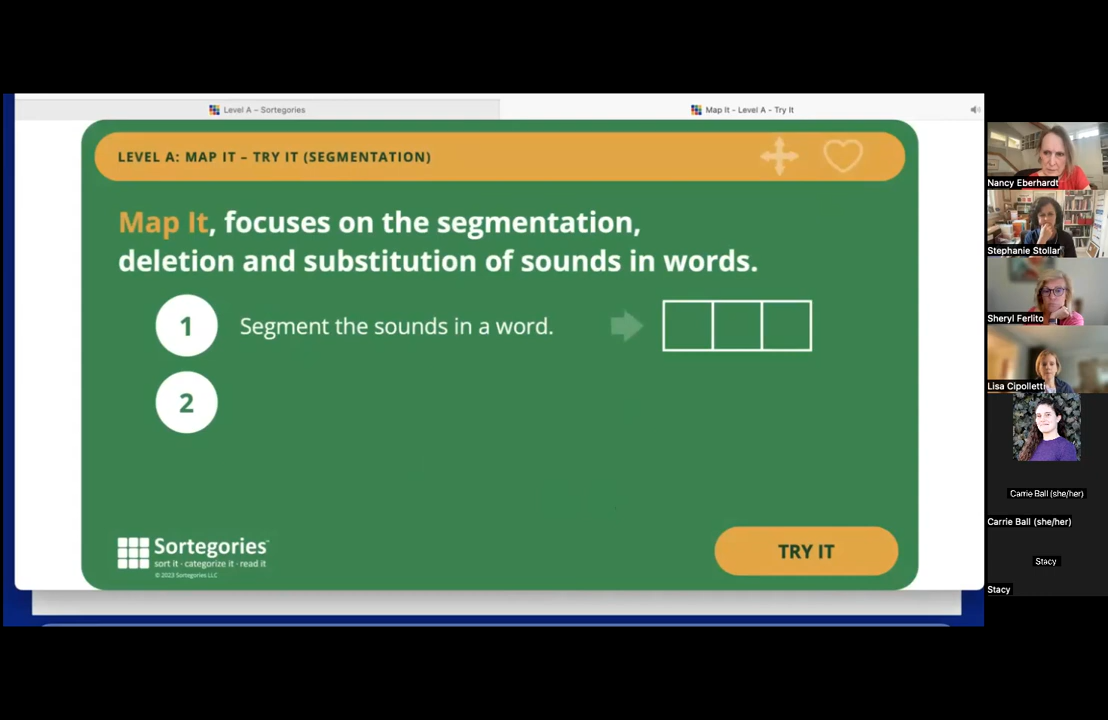 Level A – Sortegories
Map It - Level A - Try It
LEVEL A: MAP IT – TRY IT (SEGMENTATION)
Map It, focuses on the segmentation,
deletion and substitution of sounds in words.
1 Segment the sounds in a word.
2
Sortegories™
sort it · categorize it · read it
© 2023 Sortegories LLC
TRY IT
Nancy Eberhardt
Stephanie Stollar
Sheryl Ferlito
Lisa Cipolletti
Carrie Ball (she/her)
Carrie Ball (she/her)
Stacy
Stacy